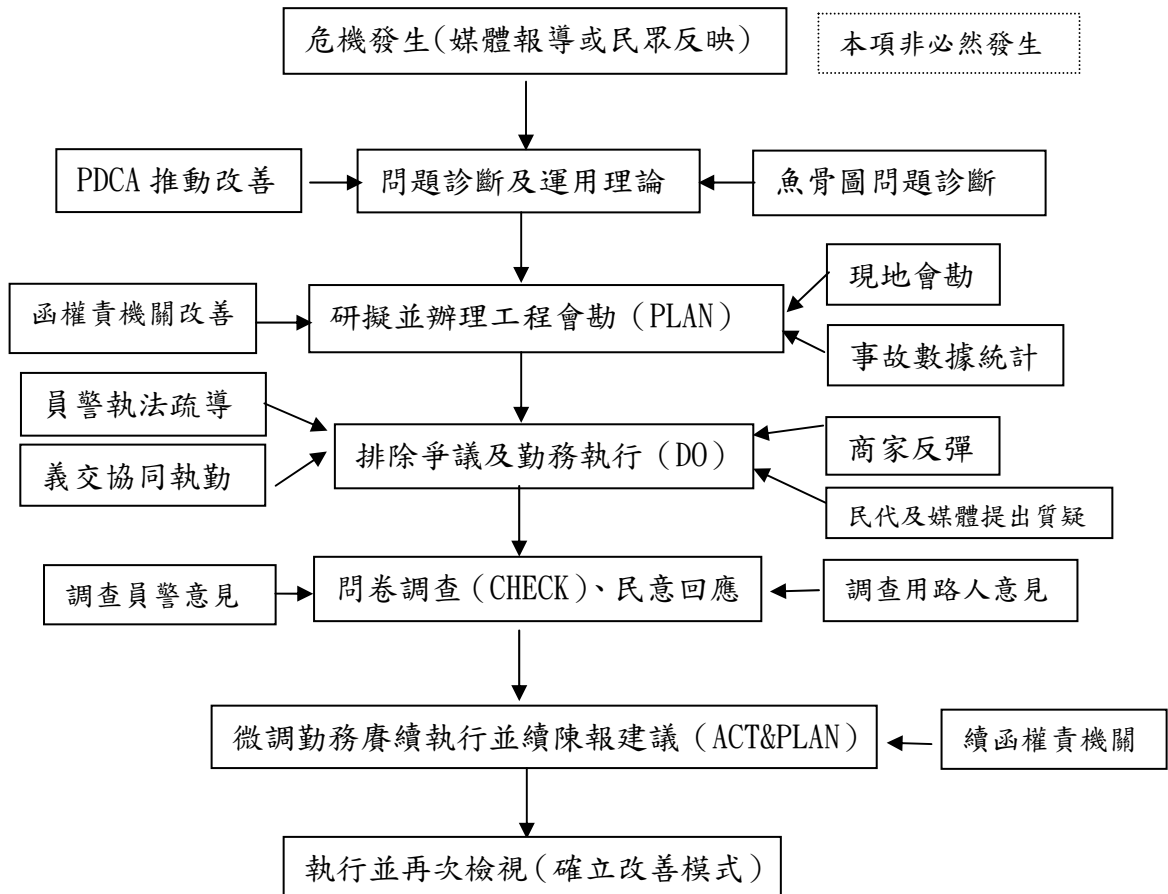 危機發生(媒體報導或民眾反映)
本項非必然發生
PDCA 推動改善
問題診斷及運用理論
魚骨圖問題診斷
函權責機關改善
研擬並辦理工程會勘（PLAN）
現地會勘
事故數據統計
員警執法疏導
義交協同執勤
排除爭議及勤務執行（DO）
商家反彈
民代及媒體提出質疑
調查員警意見
問卷調查（CHECK）、民意回應
調查用路人意見
微調勤務賡續執行並續陳報建議（ACT&PLAN）
續函權責機關
執行並再次檢視(確立改善模式)